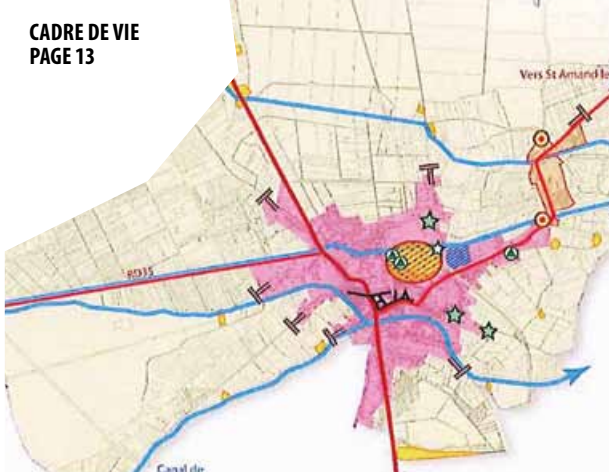 CADRE DE VIE
PAGE 13
Vers St Amand le
RD35
Canal de